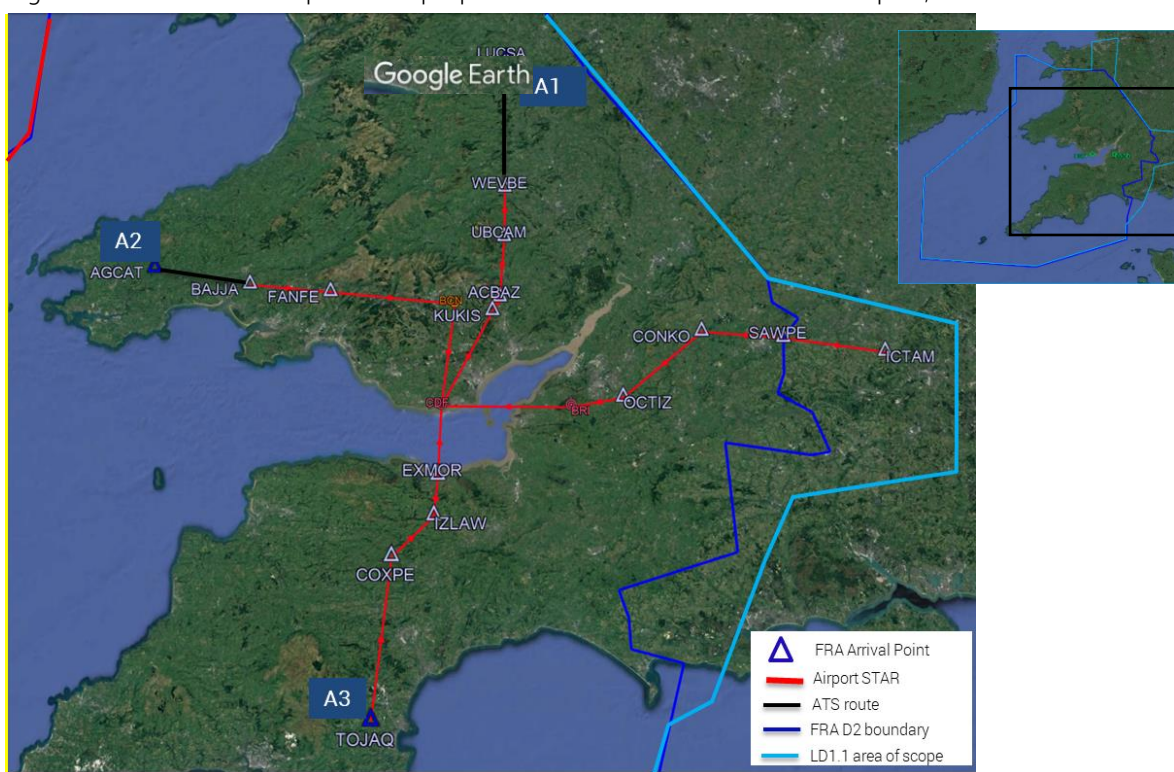 LUCSA
Google Earth
A1
WEVBE
UBCAM
A2
AGCAT
BAJJA
FANFE
BCN
ACBAZ
KUKIS
CONKO
SAWPE
ICTAM
OCTIZ
CDF
BRI
EXMOR
IZLAW
COXPE
A3
TOJAQ
FRA Arrival Point
Airport STAR
ATS route
FRA D2 boundary
LD1.1 area of scope